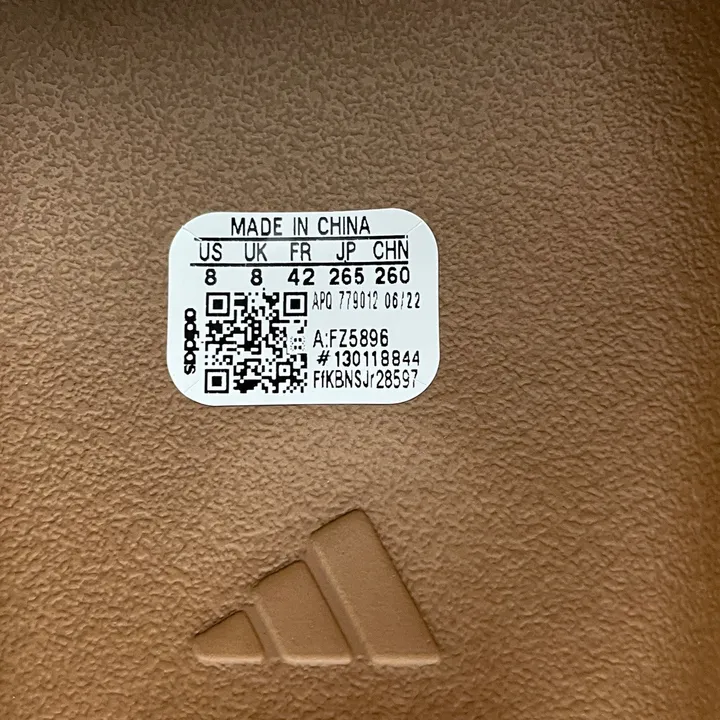 MADE IN CHINA
US UK FR JP CHN
8 8 42 265 260
APQ 779012 06/22
A:FZ5896
#130118844
FfKBNSJr28597
adidas